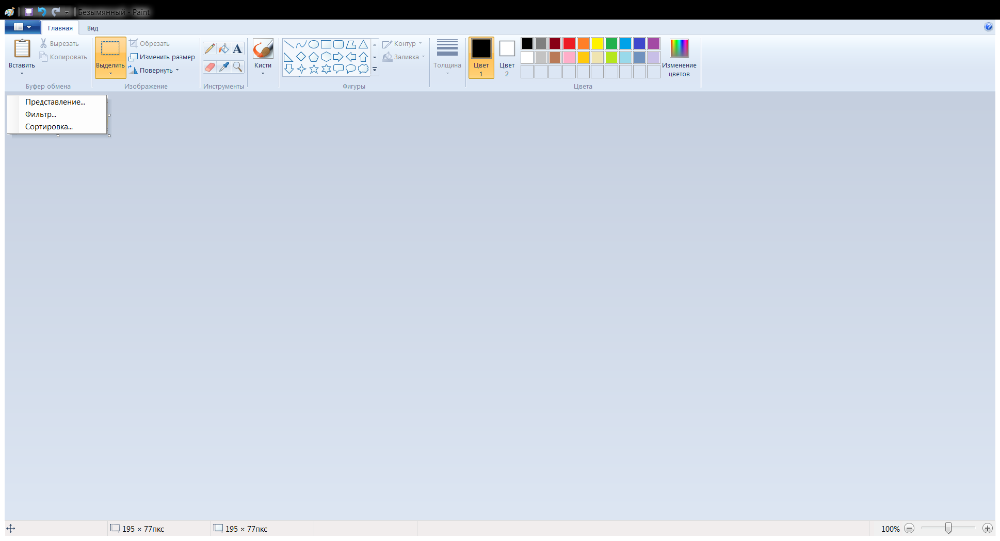 Безымянный - Paint
Главная
Вид
Вставить
Вырезать
Копировать
Буфер обмена
Выделить
Обрезать
Изменить размер
Повернуть
Изображение
A
Инструменты
Кисти
Контур
Заливка
Фигуры
Толщина
Цвет
1
Цвет
2
Изменение
цветов
Цвета
Представление...
Фильтр...
Сортировка...
195 × 77пкс
195 × 77пкс
100%